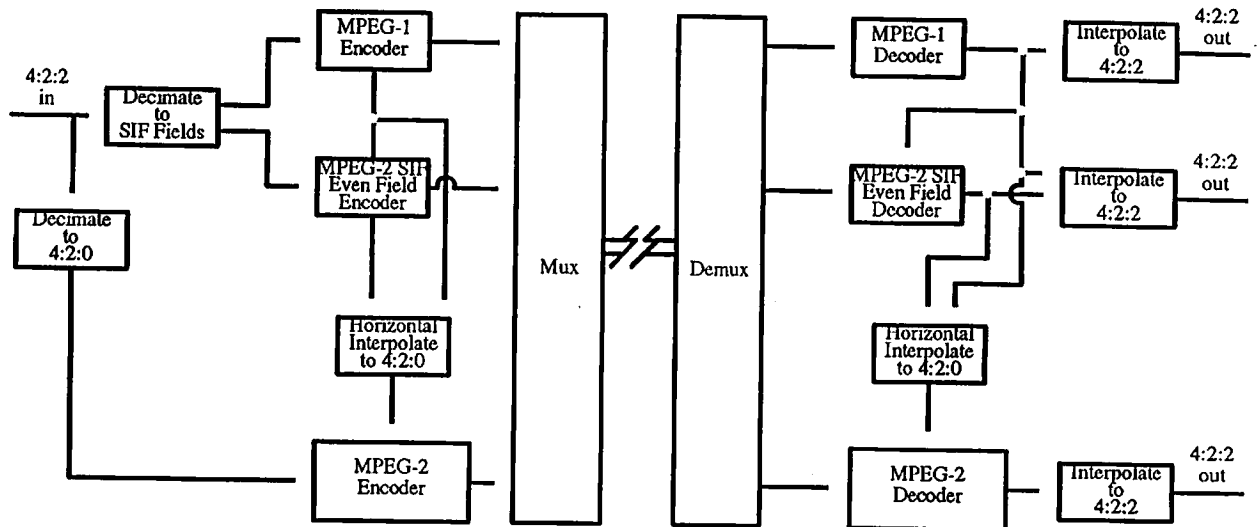 4:2:2
in
Decimate
to
SIF Fields
Decimate
to
4:2:0
MPEG-1
Encoder
MPEG-2 SIF
Even Field
Encoder
Horizontal
Interpolate
to 4:2:0
MPEG-2
Encoder
Mux
Demux
MPEG-1
Decoder
MPEG-2 SIF
Even Field
Decoder
Horizontal
Interpolate
to 4:2:0
MPEG-2
Decoder
Interpolate
to
4:2:2
4:2:2
out
Interpolate
to
4:2:2
4:2:2
out
Interpolate
to
4:2:2
4:2:2
out